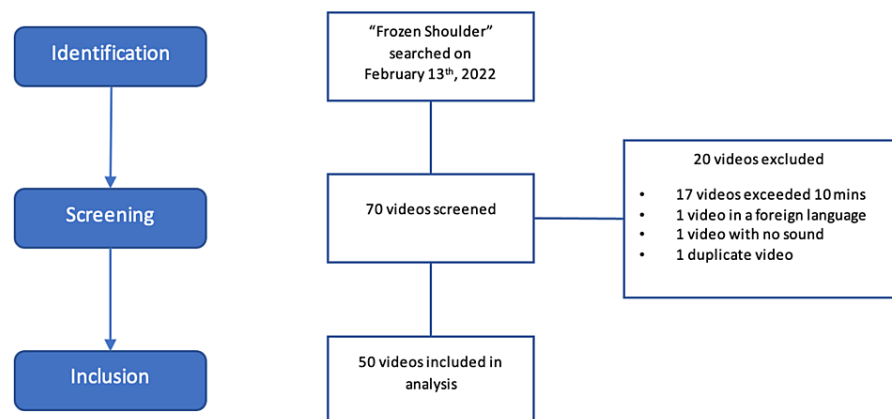 Identification
“Frozen Shoulder”
searched on
February 13th, 2022
20 videos excluded
• 17 videos exceeded 10 mins
• 1 video in a foreign language
• 1 video with no sound
• 1 duplicate video
Screening
70 videos screened
Inclusion
50 videos included in
analysis